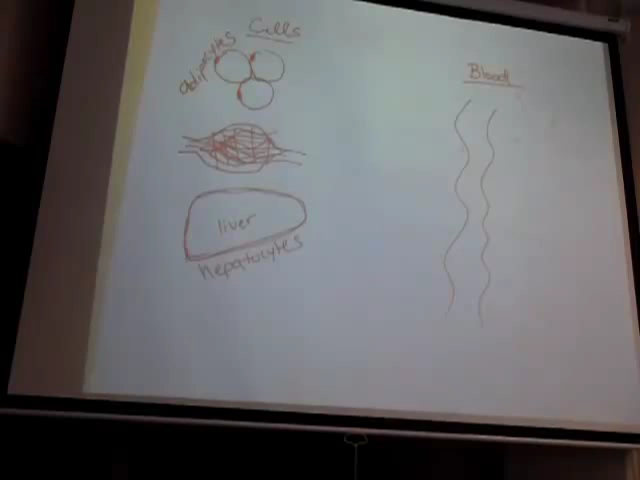 Cells
adipocytes
liver
hepatocytes
Blood